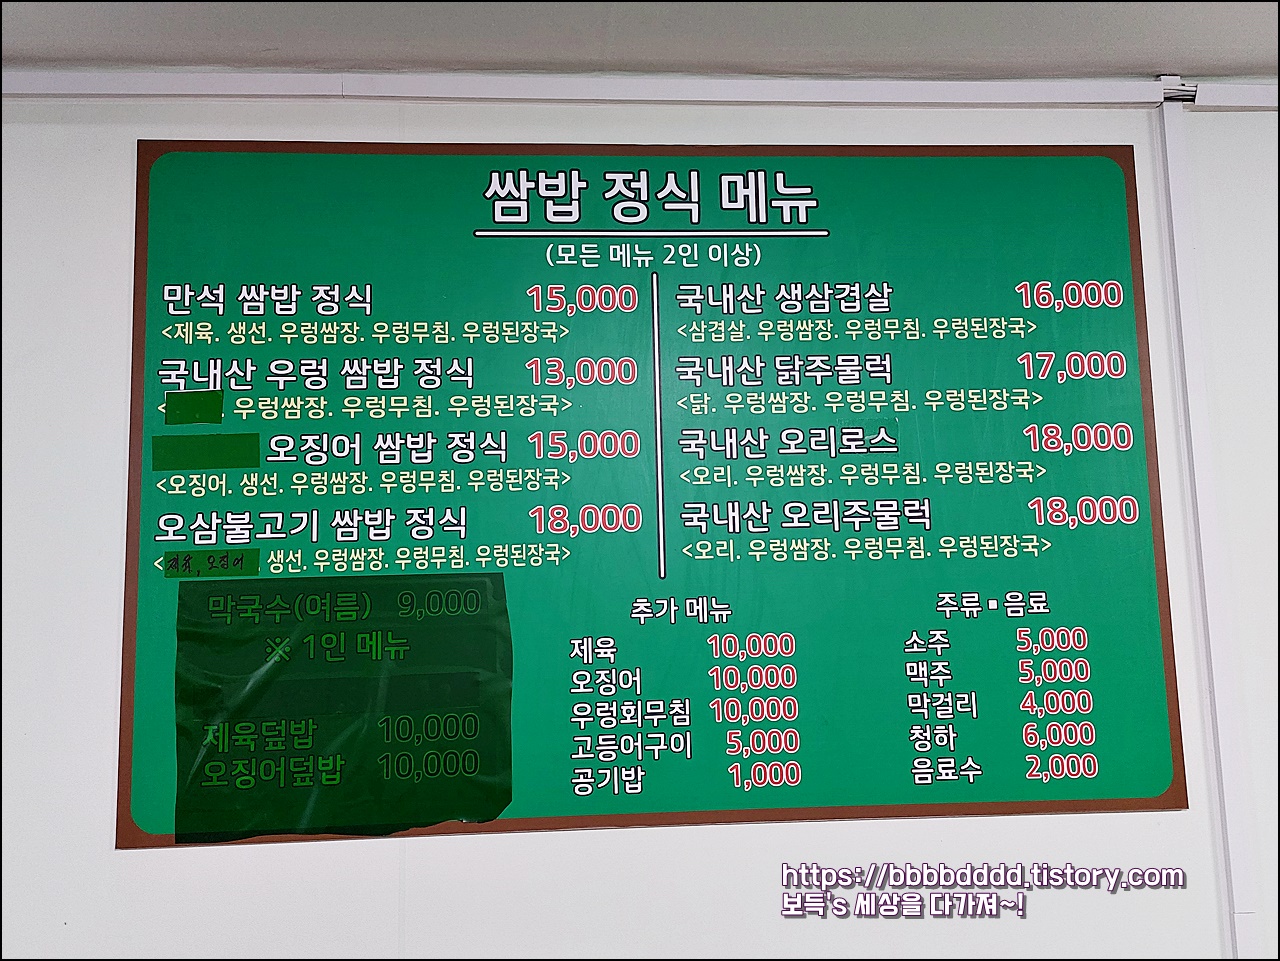 쌈밥 정식 메뉴
(모든 메뉴 2인 이상)
만석 쌈밥 정식 15,000
<제육. 생선. 우렁쌈장. 우렁무침. 우렁된장국>
국내산 우렁 쌈밥 정식 13,000
< . 우렁쌈장. 우렁무침. 우렁된장국>
오징어 쌈밥 정식 15,000
<오징어. 생선. 우렁쌈장. 우렁무침. 우렁된장국>
오삼불고기 쌈밥 정식 18,000
<제육, 오징어 . 생선. 우렁쌈장. 우렁무침. 우렁된장국>
국내산 생삼겹살 16,000
<삼겹살. 우렁쌈장. 우렁무침. 우렁된장국>
국내산 닭주물럭 17,000
<닭. 우렁쌈장. 우렁무침. 우렁된장국>
국내산 오리로스 18,000
<오리. 우렁쌈장. 우렁무침. 우렁된장국>
국내산 오리주물럭 18,000
<오리. 우렁쌈장. 우렁무침. 우렁된장국>
막국수(여름) 9,000
※ 1인 메뉴
제육덮밥 10,000
오징어덮밥 10,000
추가 메뉴
제육 10,000
오징어 10,000
우렁회무침 10,000
고등어구이 5,000
공기밥 1,000
주류▪음료
소주 5,000
맥주 5,000
막걸리 4,000
청하 6,000
음료수 2,000
https://bbbbdddd.tistory.com
보득's 세상을 다가져~!